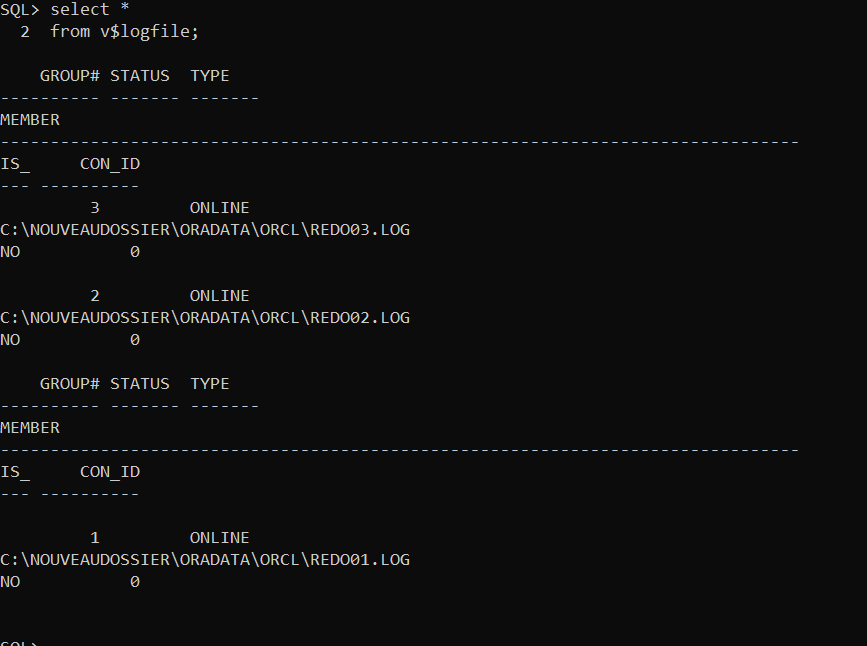 SQL> select *
  2  from v$logfile;
    GROUP# STATUS  TYPE
---------- ------- -------
MEMBER
--------------------------------------------------------------------------------
IS_     CON_ID
--- ----------
         3         ONLINE
C:\NOUVEAUDOSSIER\ORADATA\ORCL\REDO03.LOG
NO           0
         2         ONLINE
C:\NOUVEAUDOSSIER\ORADATA\ORCL\REDO02.LOG
NO           0
    GROUP# STATUS  TYPE
---------- ------- -------
MEMBER
--------------------------------------------------------------------------------
IS_     CON_ID
--- ----------
         1         ONLINE
C:\NOUVEAUDOSSIER\ORADATA\ORCL\REDO01.LOG
NO           0
SQL>